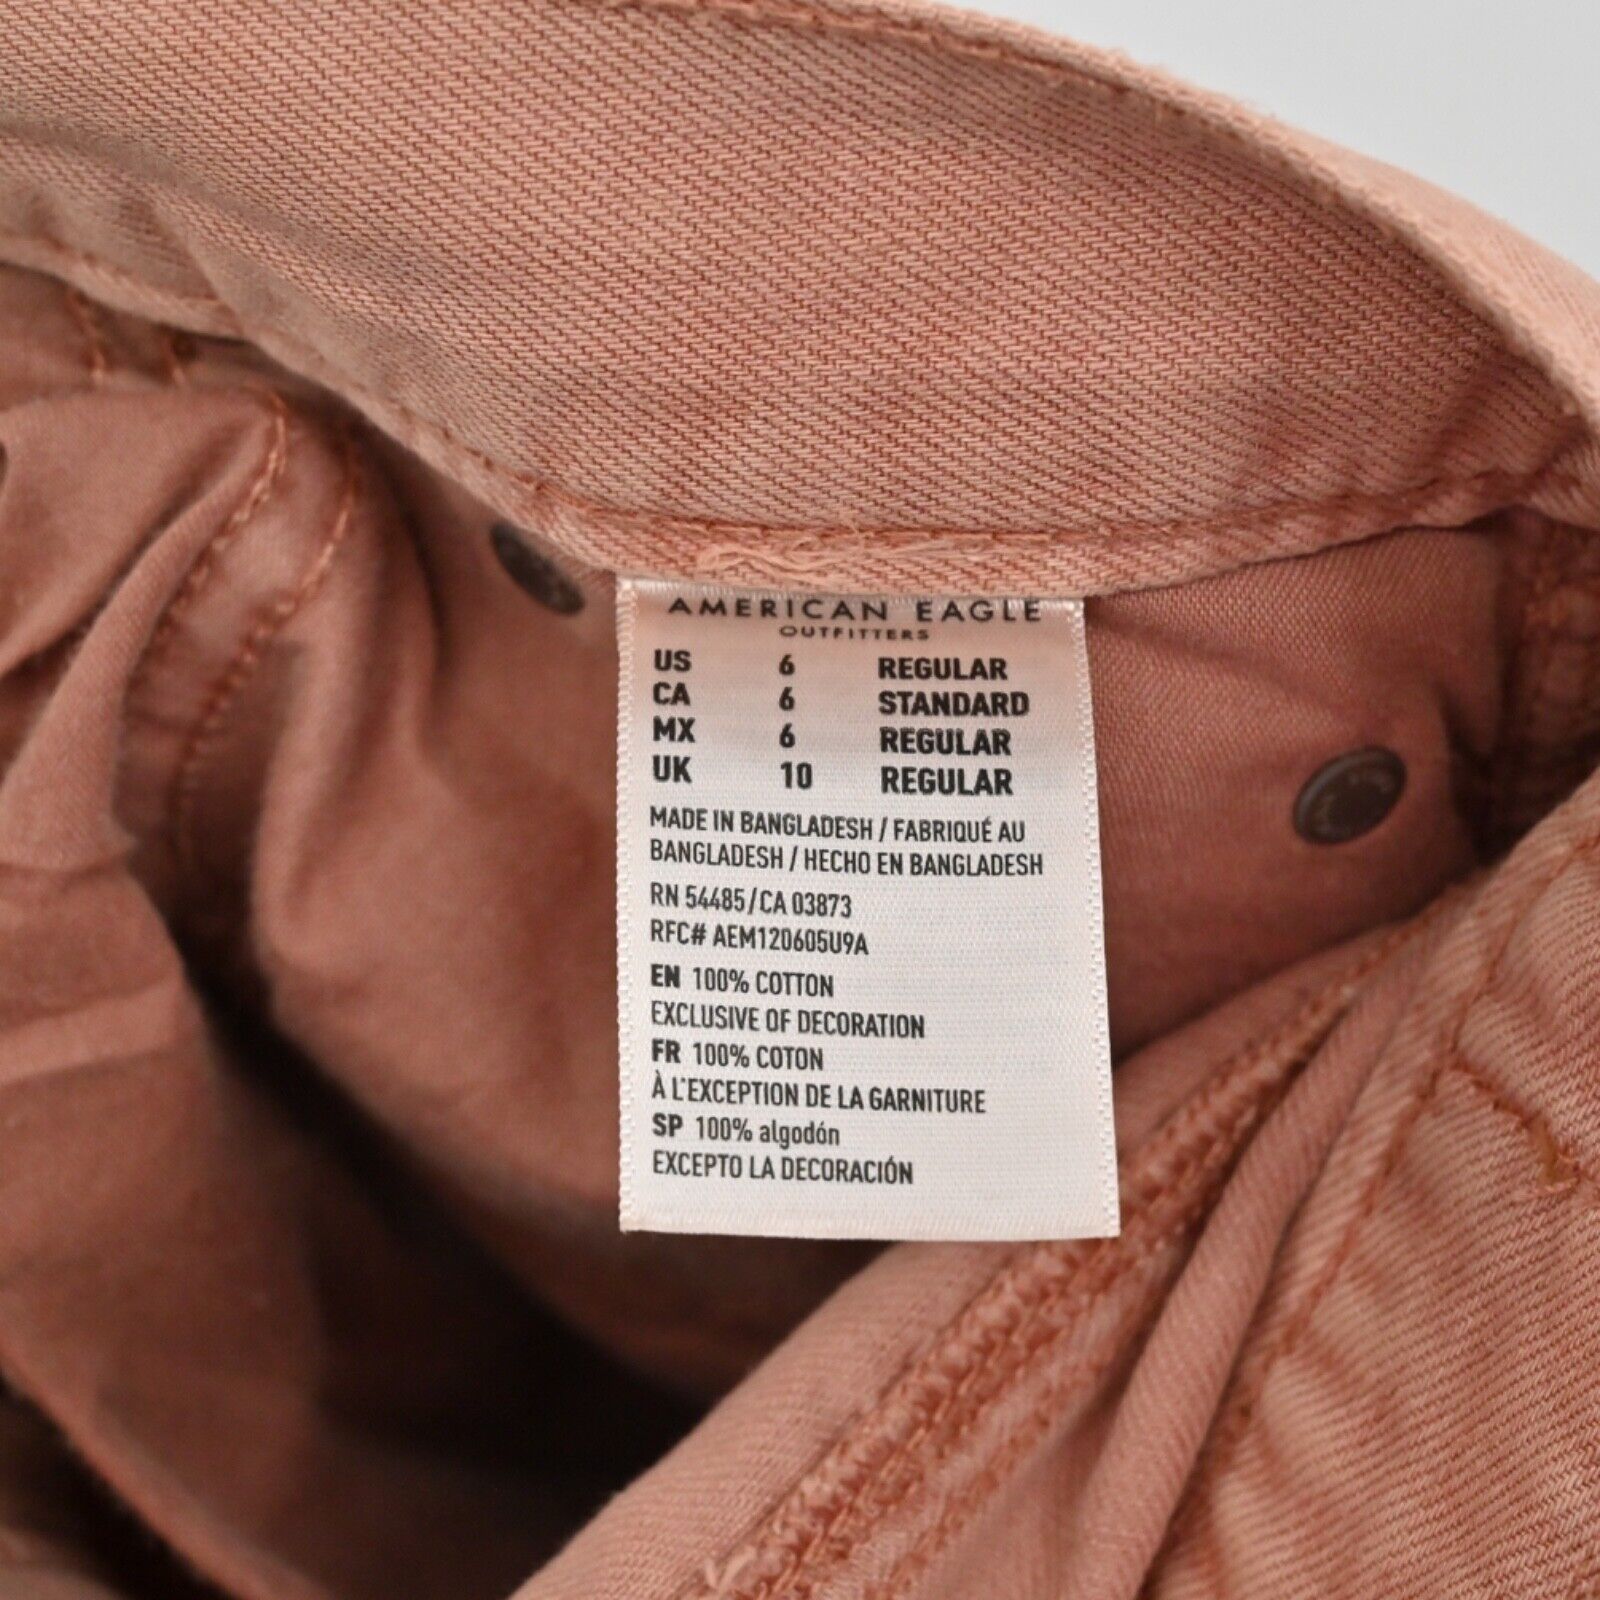 AMERICAN EAGLE
OUTFITTERS
US 6 REGULAR
CA 6 STANDARD
MX 6 REGULAR
UK 10 REGULAR
MADE IN BANGLADESH / FABRIQUÉ AU
BANGLADESH / HECHO EN BANGLADESH
RN 54485/CA 03873
RFC# AEM120605U9A
EN 100% COTTON
EXCLUSIVE OF DECORATION
FR 100% COTON
À L'EXCEPTION DE LA GARNITURE
SP 100% algodón
EXCEPTO LA DECORACIÓN